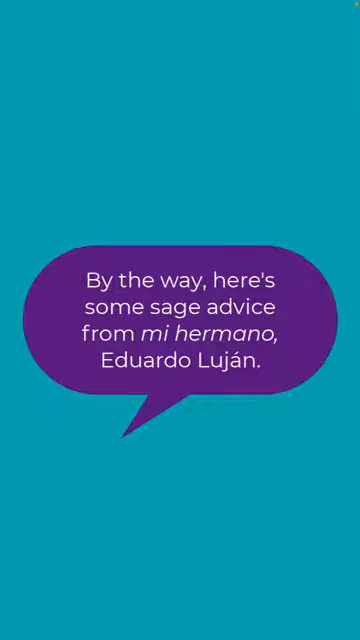 By the way, here's
some sage advice
from mi hermano,
Eduardo Luján.